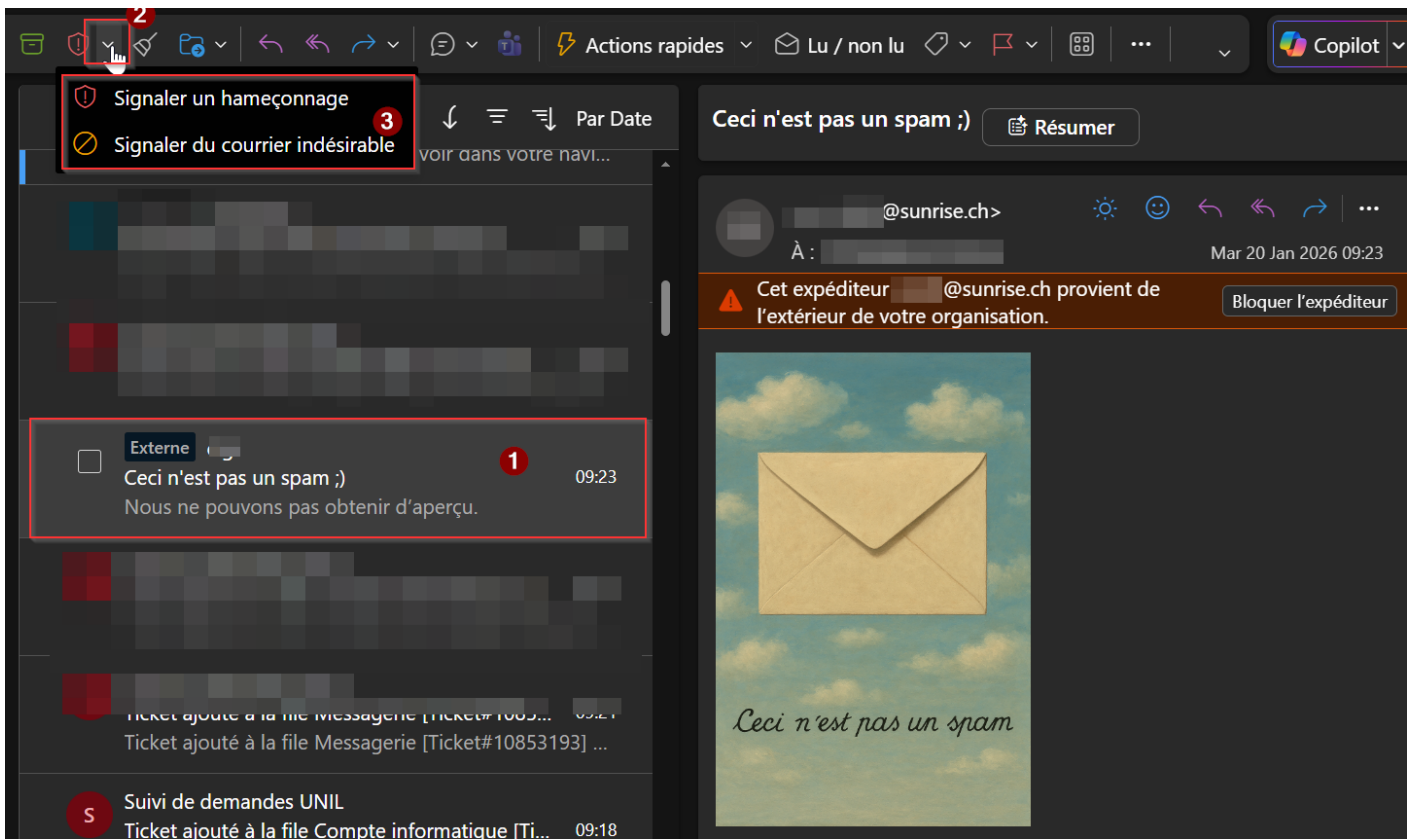 2
Actions rapides
Lu / non lu
Copilot
Signaler un hameçonnage
3
Signaler du courrier indésirable
Par Date
voir dans votre navi...
Ceci n'est pas un spam ;)
Résumer
@sunrise.ch>
À :
Mar 20 Jan 2026 09:23
Cet expéditeur @sunrise.ch provient de
l'extérieur de votre organisation.
Bloquer l'expéditeur
Externe
1
Ceci n'est pas un spam ;)
09:23
Nous ne pouvons pas obtenir d'aperçu.
Ceci n'est pas un spam
Ticket ajouté à la file Messagerie [Ticket#1085... 09:21
Ticket ajouté à la file Messagerie [Ticket#10853193] ...
S
Suivi de demandes UNIL
Ticket ajouté à la file Compte informatique [Ti... 09:18